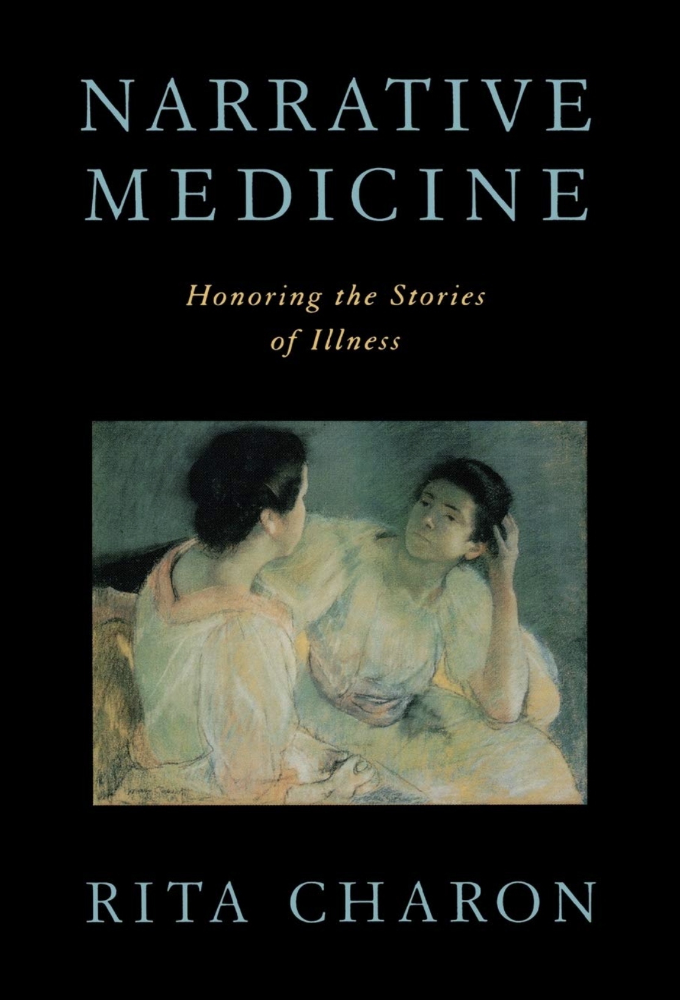 NARRATIVE
MEDICINE
Honoring the Stories
of Illness
RITA CHARON